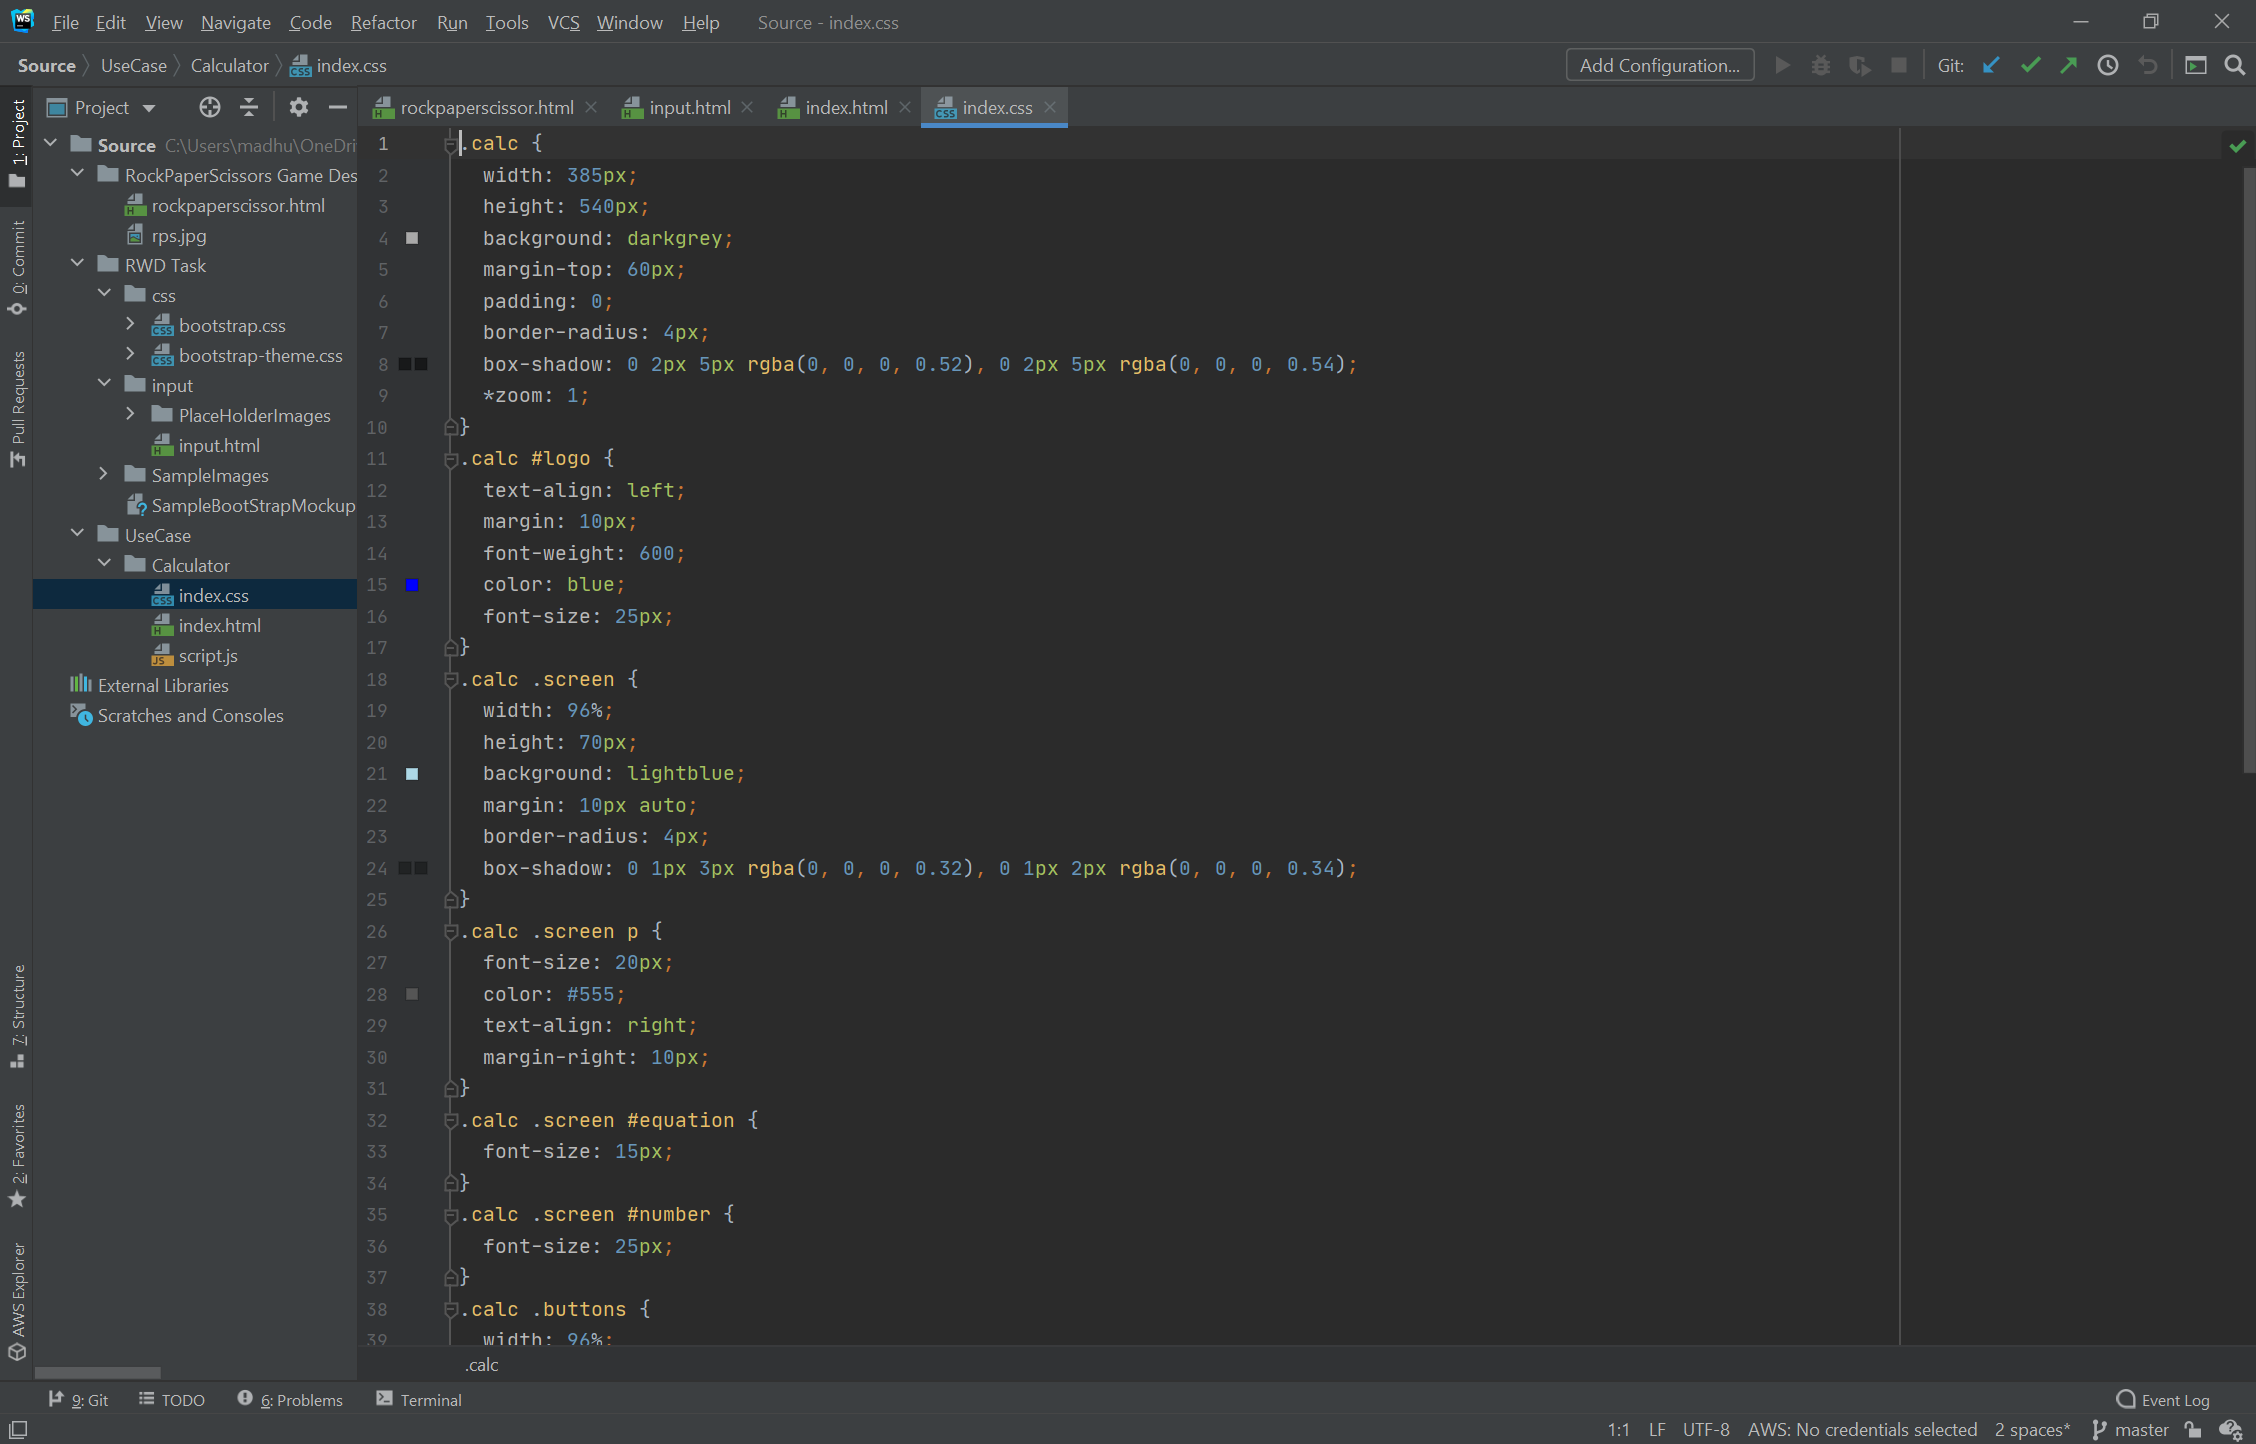 WS File Edit View Navigate Code Refactor Run Tools VCS Window Help Source - index.css
Source UseCase Calculator index.css Add Configuration... Git:
Project
rockpaperscissor.html input.html index.html index.css
1: Project
0: Commit
Pull Requests
7: Structure
2: Favorites
AWS Explorer
Source C:\Users\madhu\OneDri
RockPaperScissors Game Des
rockpaperscissor.html
rps.jpg
RWD Task
css
bootstrap.css
bootstrap-theme.css
input
PlaceHolderImages
input.html
SampleImages
SampleBootStrapMockup
UseCase
Calculator
index.css
index.html
script.js
External Libraries
Scratches and Consoles
1 .calc {
2 width: 385px;
3 height: 540px;
4 background: darkgrey;
5 margin-top: 60px;
6 padding: 0;
7 border-radius: 4px;
8 box-shadow: 0 2px 5px rgba(0, 0, 0, 0.52), 0 2px 5px rgba(0, 0, 0, 0.54);
9 *zoom: 1;
10 }
11 .calc #logo {
12 text-align: left;
13 margin: 10px;
14 font-weight: 600;
15 color: blue;
16 font-size: 25px;
17 }
18 .calc .screen {
19 width: 96%;
20 height: 70px;
21 background: lightblue;
22 margin: 10px auto;
23 border-radius: 4px;
24 box-shadow: 0 1px 3px rgba(0, 0, 0, 0.32), 0 1px 2px rgba(0, 0, 0, 0.34);
25 }
26 .calc .screen p {
27 font-size: 20px;
28 color: #555;
29 text-align: right;
30 margin-right: 10px;
31 }
32 .calc .screen #equation {
33 font-size: 15px;
34 }
35 .calc .screen #number {
36 font-size: 25px;
37 }
38 .calc .buttons {
39 width: 96%;
.calc
9: Git TODO 6: Problems Terminal Event Log
1:1 LF UTF-8 AWS: No credentials selected 2 spaces* master